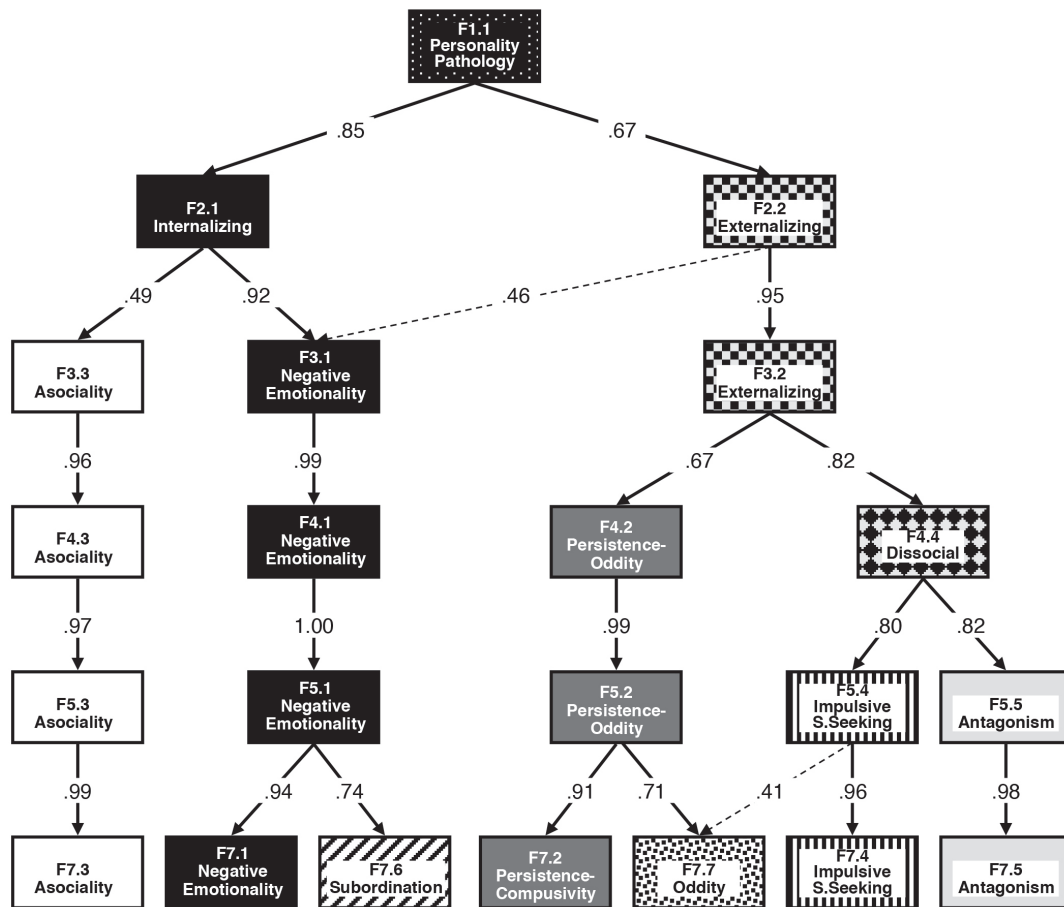 F1.1
Personality
Pathology
.85
.67
F2.1
Internalizing
F2.2
Externalizing
.49
.92
.46
.95
F3.3
Asociality
F3.1
Negative
Emotionality
F3.2
Externalizing
.96
.99
.67
.82
F4.3
Asociality
F4.1
Negative
Emotionality
F4.2
Persistence-
Oddity
F4.4
Dissocial
.97
1.00
.99
.80
.82
F5.3
Asociality
F5.1
Negative
Emotionality
F5.2
Persistence-
Oddity
F5.4
Impulsive
S.Seeking
F5.5
Antagonism
.99
.94
.74
.91
.71
.41
.96
.98
F7.3
Asociality
F7.1
Negative
Emotionality
F7.6
Subordination
F7.2
Persistence-
Compusivity
F7.7
Oddity
F7.4
Impulsive
S.Seeking
F7.5
Antagonism